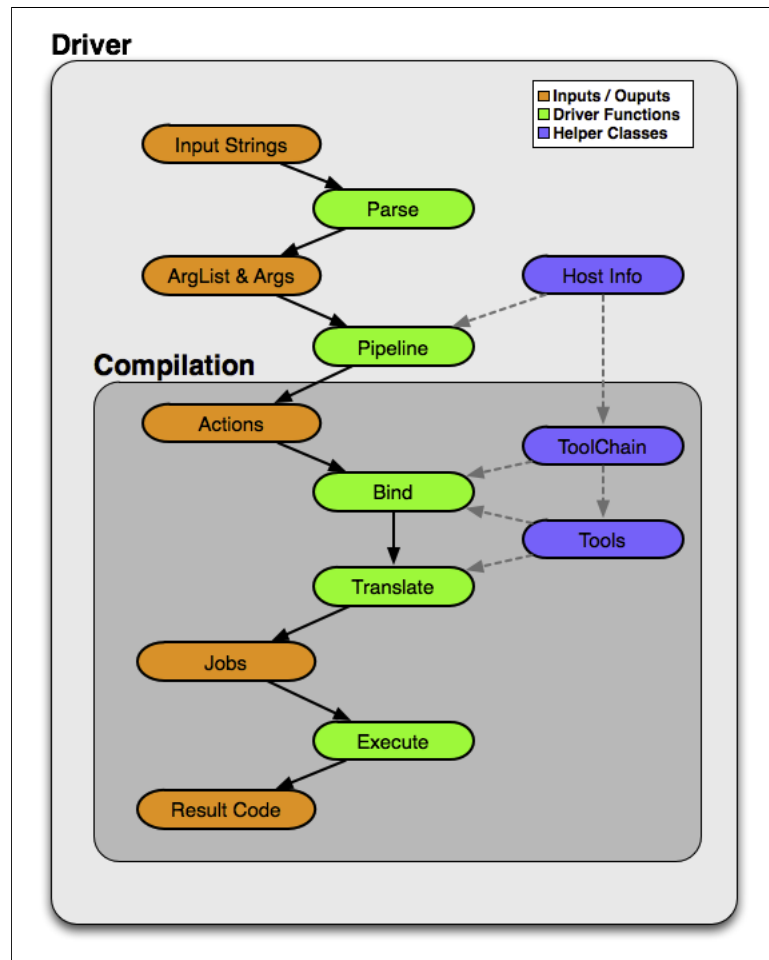 Driver
Inputs / Ouputs
Driver Functions
Helper Classes
Input Strings
Parse
ArgList & Args
Host Info
Pipeline
Compilation
Actions
ToolChain
Bind
Tools
Translate
Jobs
Execute
Result Code